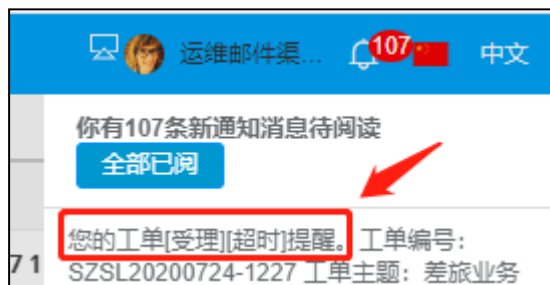 运维邮件渠... 107 中文
你有107条新通知消息待阅读
全部已阅
您的工单[受理][超时]提醒。工单编号：
71 SZSL20200724-1227 工单主题：差旅业务